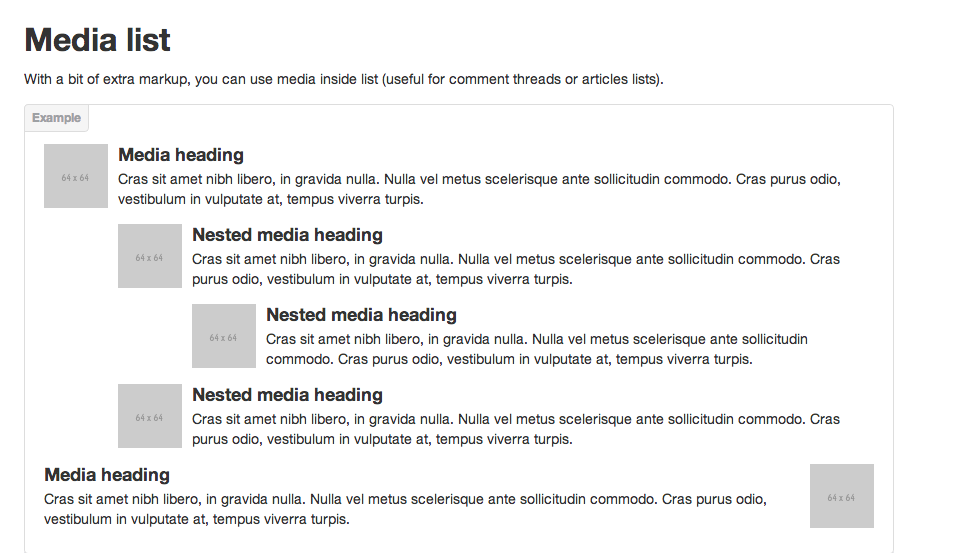 Media list
With a bit of extra markup, you can use media inside list (useful for comment threads or articles lists).
Example
64 x 64
Media heading
Cras sit amet nibh libero, in gravida nulla. Nulla vel metus scelerisque ante sollicitudin commodo. Cras purus odio,
vestibulum in vulputate at, tempus viverra turpis.
64 x 64
Nested media heading
Cras sit amet nibh libero, in gravida nulla. Nulla vel metus scelerisque ante sollicitudin commodo. Cras
purus odio, vestibulum in vulputate at, tempus viverra turpis.
64 x 64
Nested media heading
Cras sit amet nibh libero, in gravida nulla. Nulla vel metus scelerisque ante sollicitudin
commodo. Cras purus odio, vestibulum in vulputate at, tempus viverra turpis.
64 x 64
Nested media heading
Cras sit amet nibh libero, in gravida nulla. Nulla vel metus scelerisque ante sollicitudin commodo. Cras
purus odio, vestibulum in vulputate at, tempus viverra turpis.
Media heading
Cras sit amet nibh libero, in gravida nulla. Nulla vel metus scelerisque ante sollicitudin commodo. Cras purus odio,
vestibulum in vulputate at, tempus viverra turpis.
64 x 64